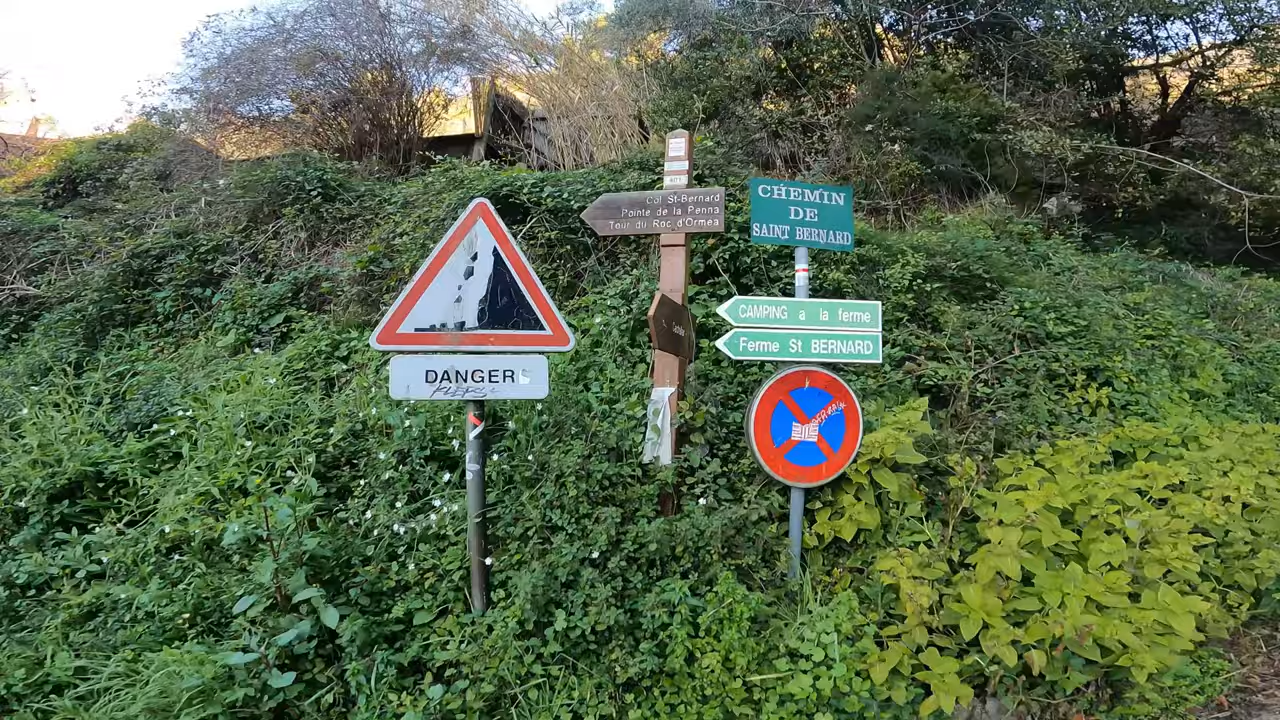 Col St-Bernard
Pointe de la Penna
Tour du Roc d'Ormea
CHEMIN
DE
SAINT BERNARD
CAMPING a la ferme
Ferme St BERNARD
DANGER